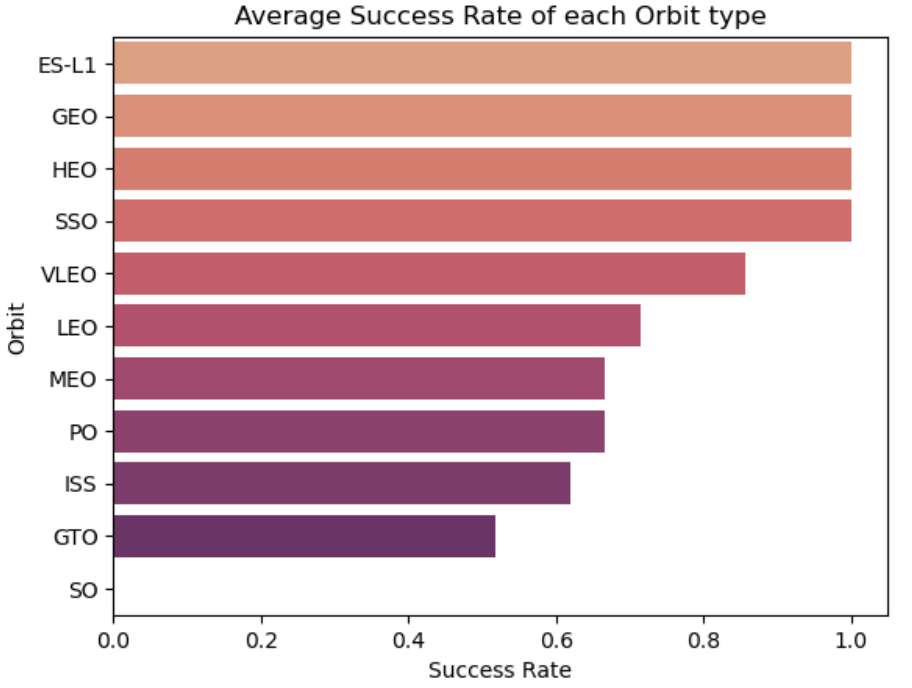 Average Success Rate of each Orbit type
ES-L1
GEO
HEO
SSO
VLEO
LEO
MEO
PO
ISS
GTO
SO
Orbit
0.0 0.2 0.4 0.6 0.8 1.0
Success Rate